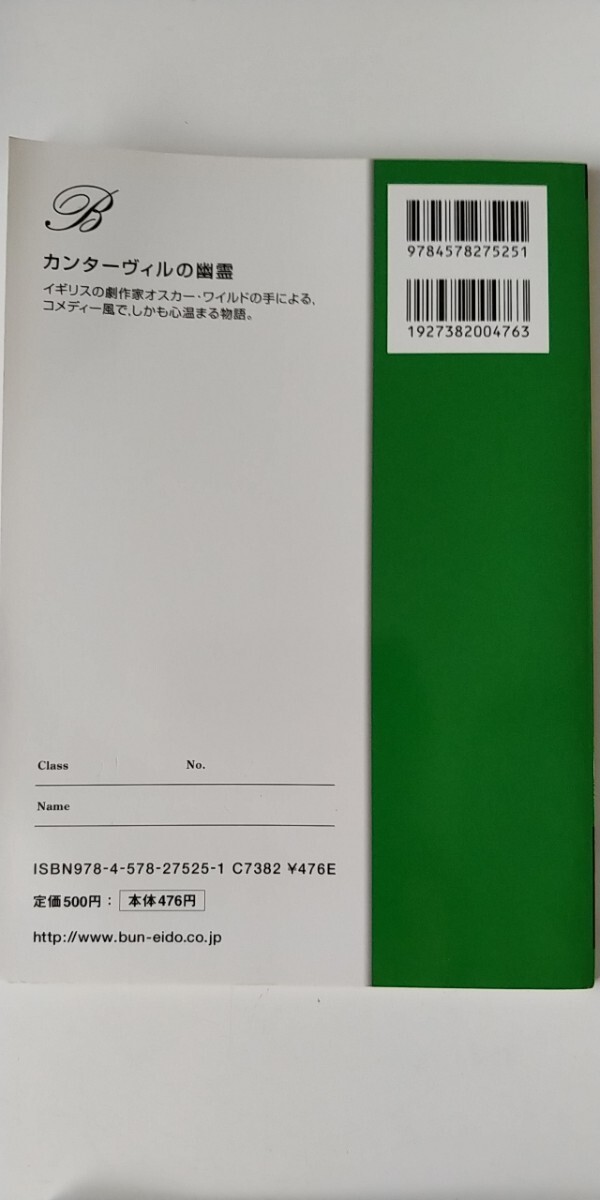 B
カンターヴィルの幽霊
イギリスの劇作家オスカー・ワイルドの手による、
コメディー風で、しかも心温まる物語。
9784578275251
1927382004763
Class No.
Name
ISBN978-4-578-27525-1 C7382 ¥476E
定価500円： 本体476円
http://www.bun-eido.co.jp